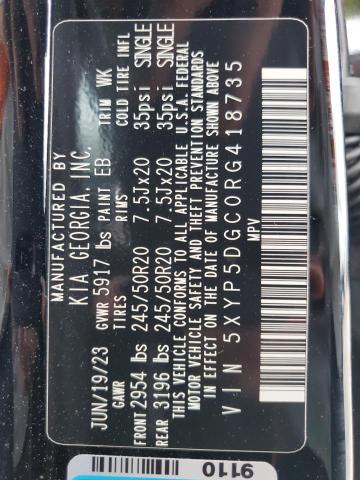 MANUFACTURED BY
KIA GEORGIA, INC.
JUN/19/23 GVWR 5917 lbs PAINT EB TRIM WK
GAWR TIRES RIMS COLD TIRE INFL
FRONT 2954 lbs 245/50R20 7.5Jx20 35psi SINGLE
REAR 3196 lbs 245/50R20 7.5Jx20 35psi SINGLE
THIS VEHICLE CONFORMS TO ALL APPLICABLE U.S.A. FEDERAL
MOTOR VEHICLE SAFETY AND THEFT PREVENTION STANDARDS
IN EFFECT ON THE DATE OF MANUFACTURE SHOWN ABOVE
VIN 5XYP5DGC0RG418735
MPV
9110